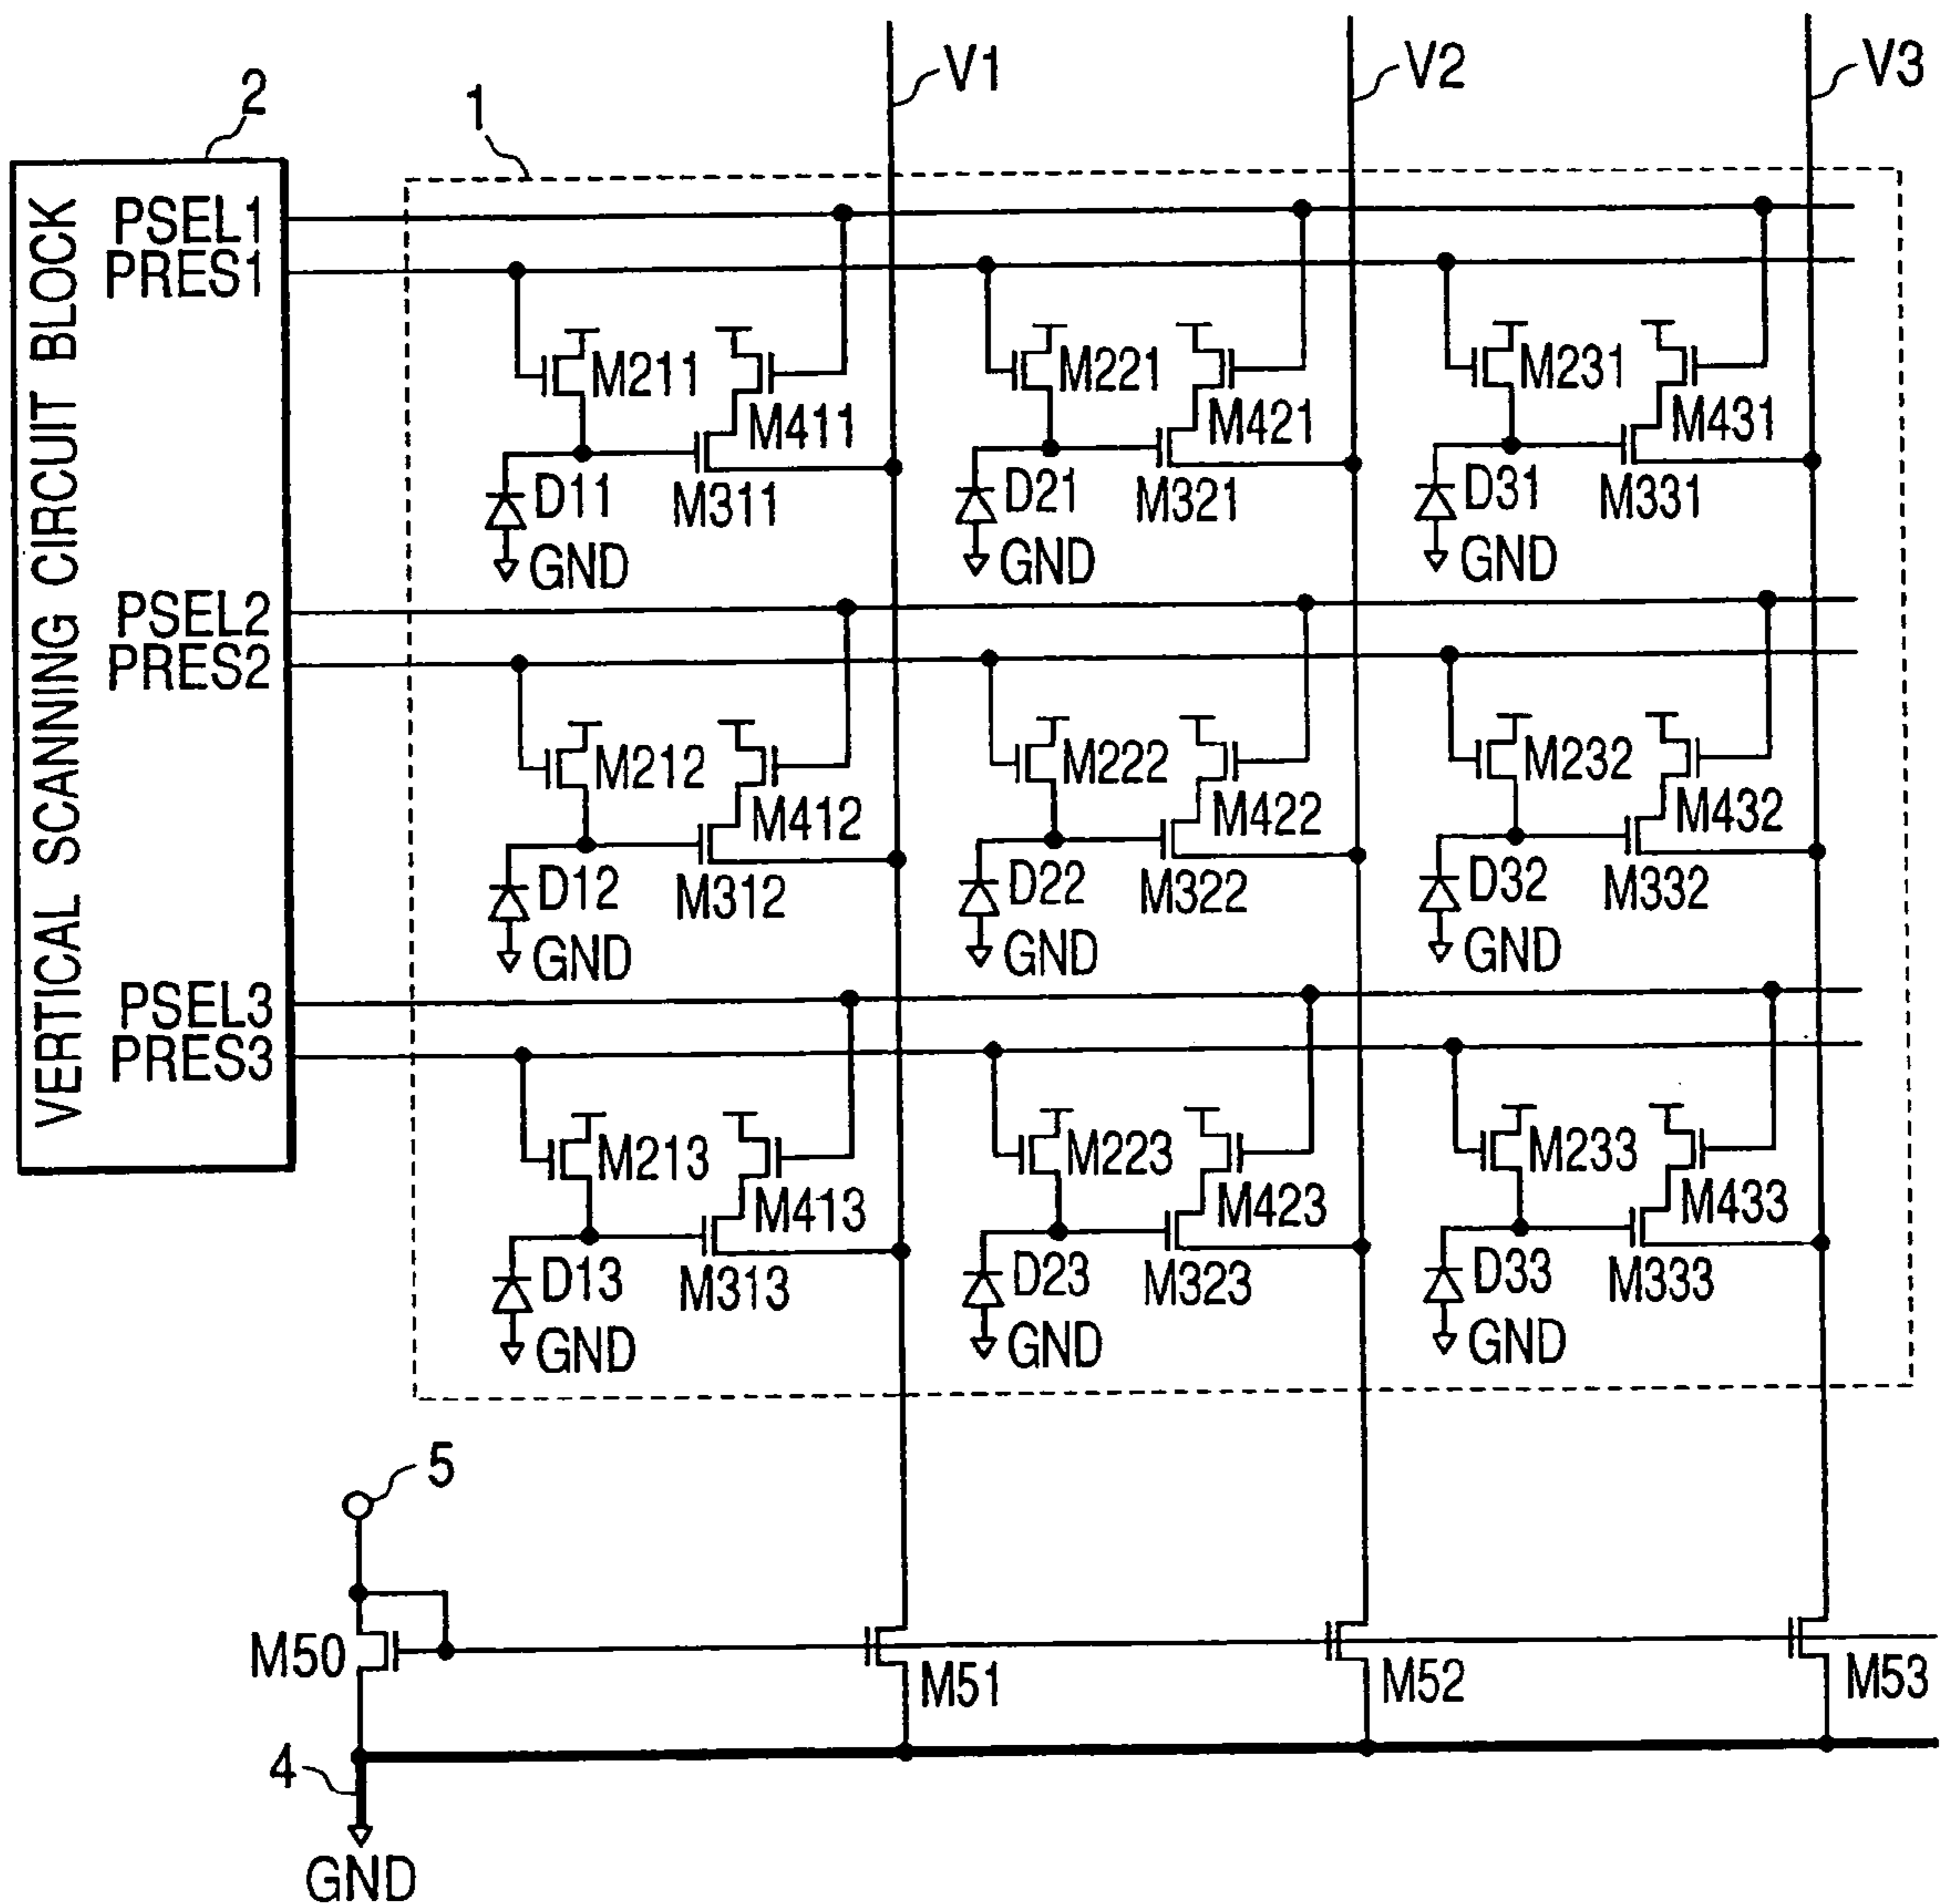 V1 V2 V3
2 1
VERTICAL SCANNING CIRCUIT BLOCK
PSEL1
PRES1
M211 M221 M231
M411 M421 M431
D11 M311 D21 M321 D31 M331
GND GND GND
PSEL2
PRES2
M212 M222 M232
M412 M422 M432
D12 M312 D22 M322 D32 M332
GND GND GND
PSEL3
PRES3
M213 M223 M233
M413 M423 M433
D13 M313 D23 M323 D33 M333
GND GND GND
5
M50 M51 M52 M53
4
GND